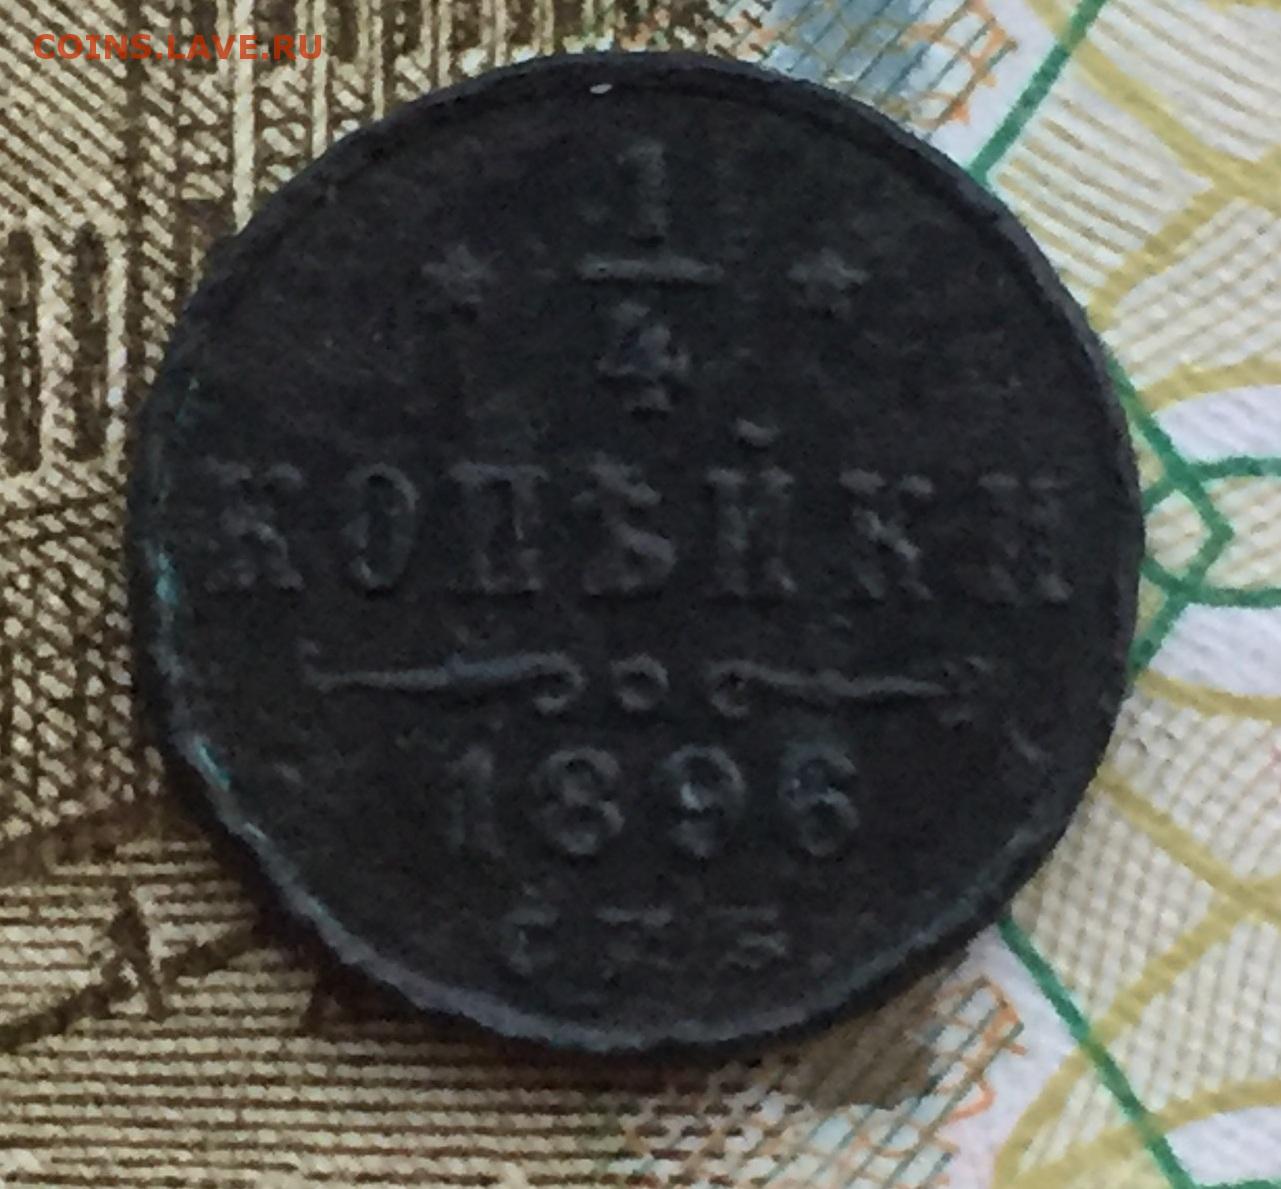 COINS.LAVE.RU
* 1/4 *
КОПѢЙКИ
1896
С.П.Б.